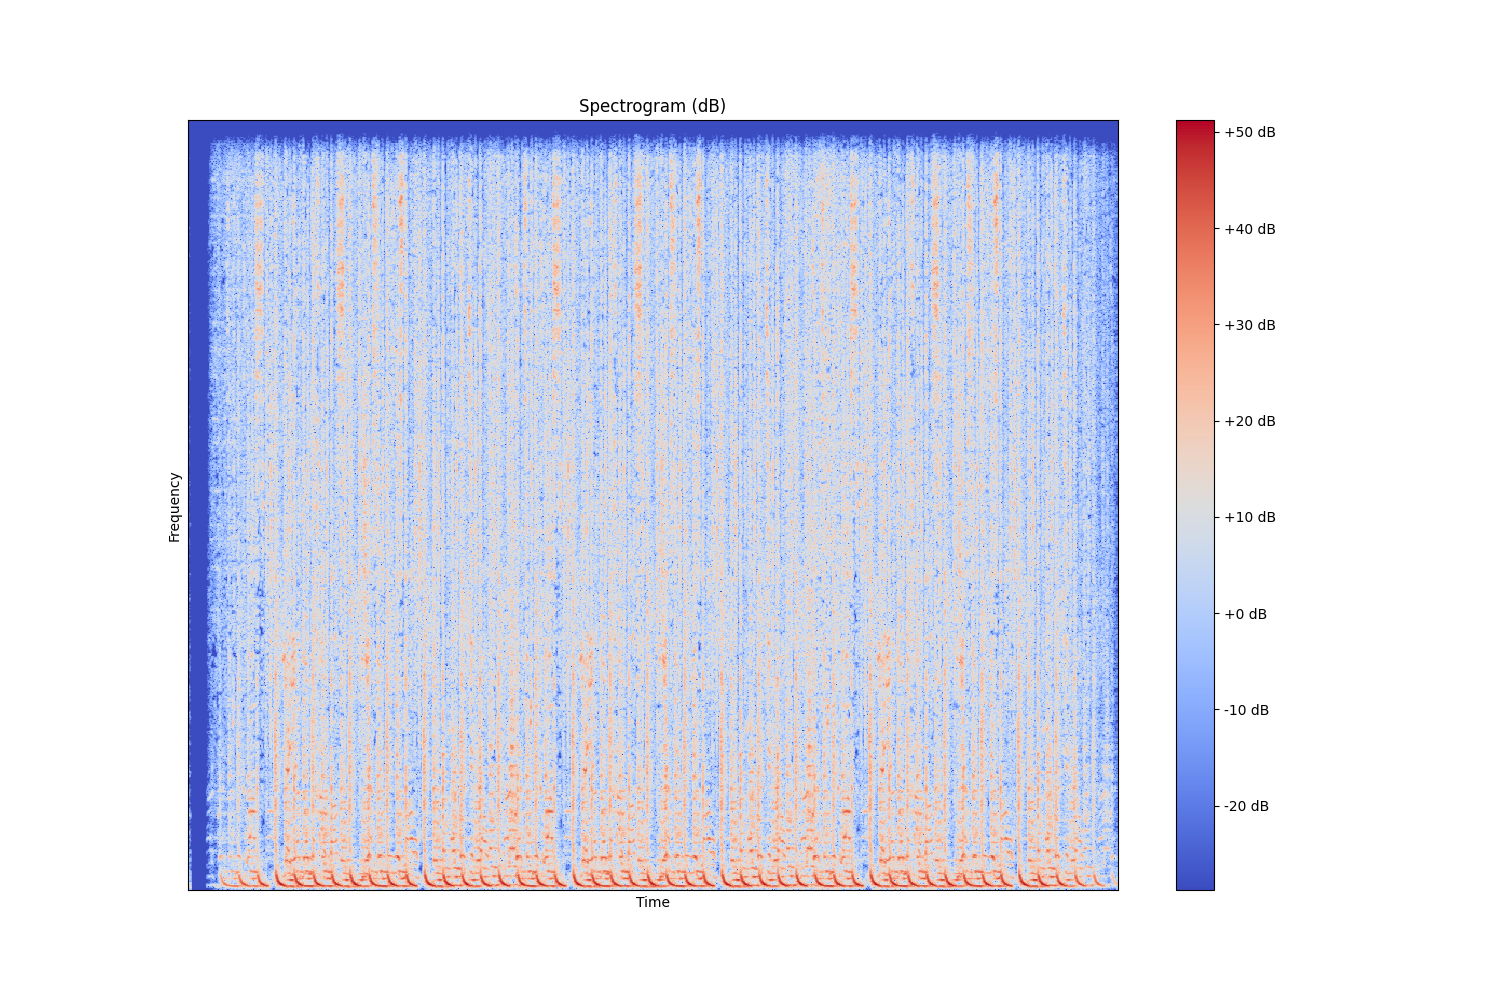 Spectrogram (dB)
+50 dB
+40 dB
+30 dB
+20 dB
+10 dB
+0 dB
-10 dB
-20 dB
Frequency
Time